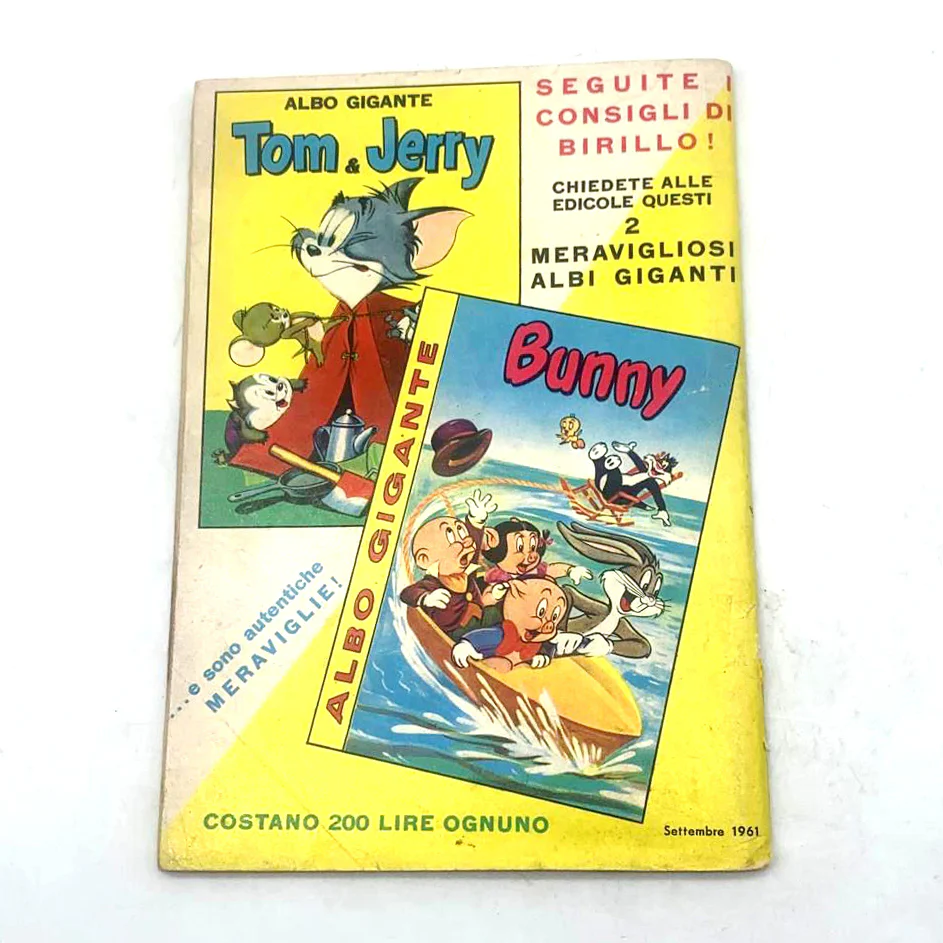 ALBO GIGANTE
Tom & Jerry
SEGUITE I
CONSIGLI DI
BIRILLO!
CHIEDETE ALLE
EDICOLE QUESTI
2
MERAVIGLIOSI
ALBI GIGANTI
ALBO GIGANTE
Bunny
....e sono autentiche
MERAVIGLIE!
COSTANO 200 LIRE OGNUNO
Settembre 1961